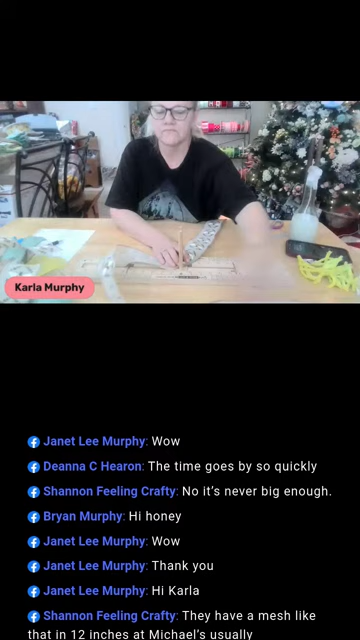 Karla Murphy
Janet Lee Murphy: Wow
Deanna C Hearon: The time goes by so quickly
Shannon Feeling Crafty: No it's never big enough.
Bryan Murphy: Hi honey
Janet Lee Murphy: Wow
Janet Lee Murphy: Thank you
Janet Lee Murphy: Hi Karla
Shannon Feeling Crafty: They have a mesh like
that in 12 inches at Michael's usually